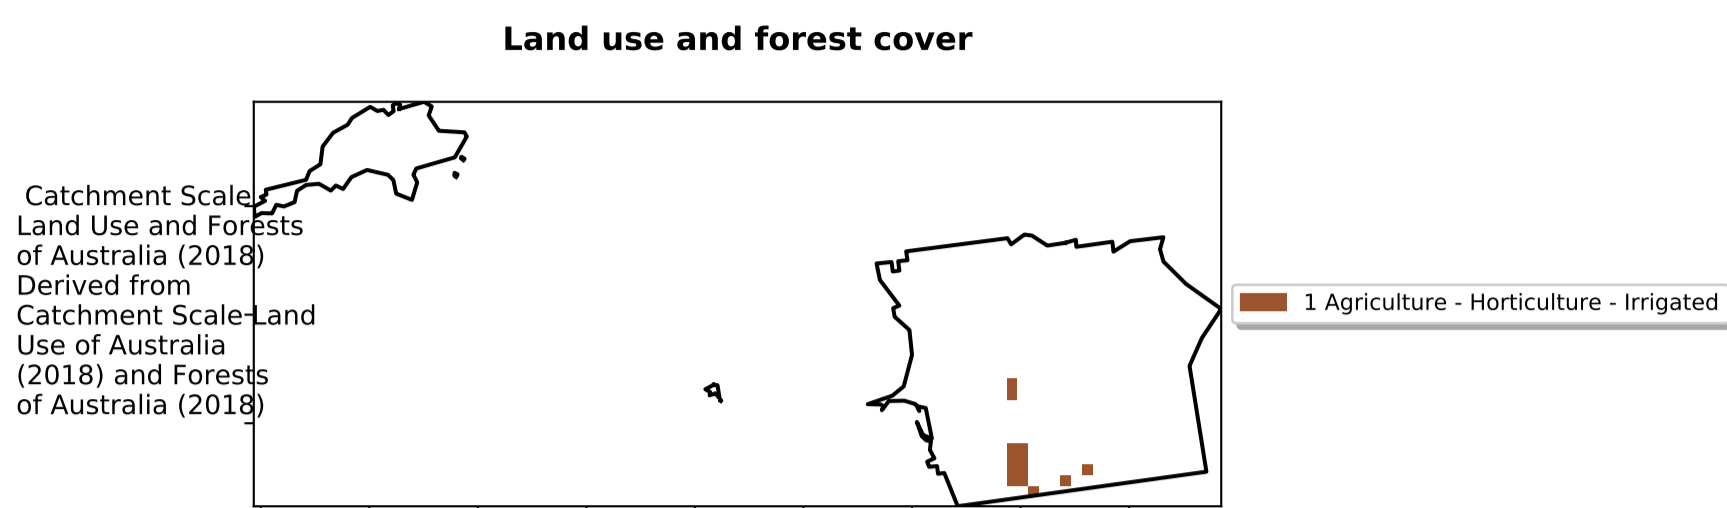 Land use and forest cover
Catchment Scale
Land Use and Forests
of Australia (2018)
Derived from
Catchment Scale Land
Use of Australia
(2018) and Forests
of Australia (2018)
1 Agriculture - Horticulture - Irrigated